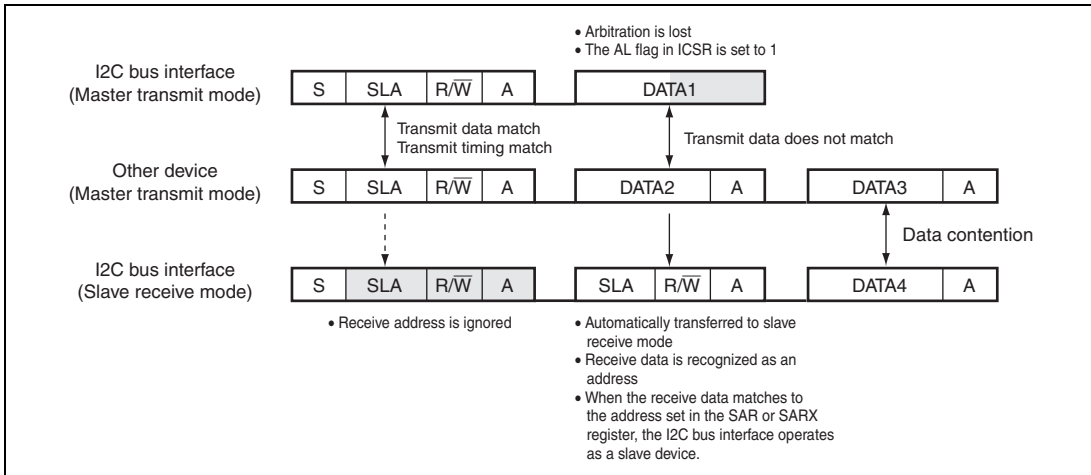 • Arbitration is lost
• The AL flag in ICSR is set to 1
I2C bus interface
(Master transmit mode)
S SLA R/W̅ A DATA1
Transmit data match
Transmit timing match
Transmit data does not match
Other device
(Master transmit mode)
S SLA R/W̅ A DATA2 A DATA3 A
Data contention
I2C bus interface
(Slave receive mode)
S SLA R/W̅ A SLA R/W̅ A DATA4 A
• Receive address is ignored
• Automatically transferred to slave
receive mode
• Receive data is recognized as an
address
• When the receive data matches to
the address set in the SAR or SARX
register, the I2C bus interface operates
as a slave device.